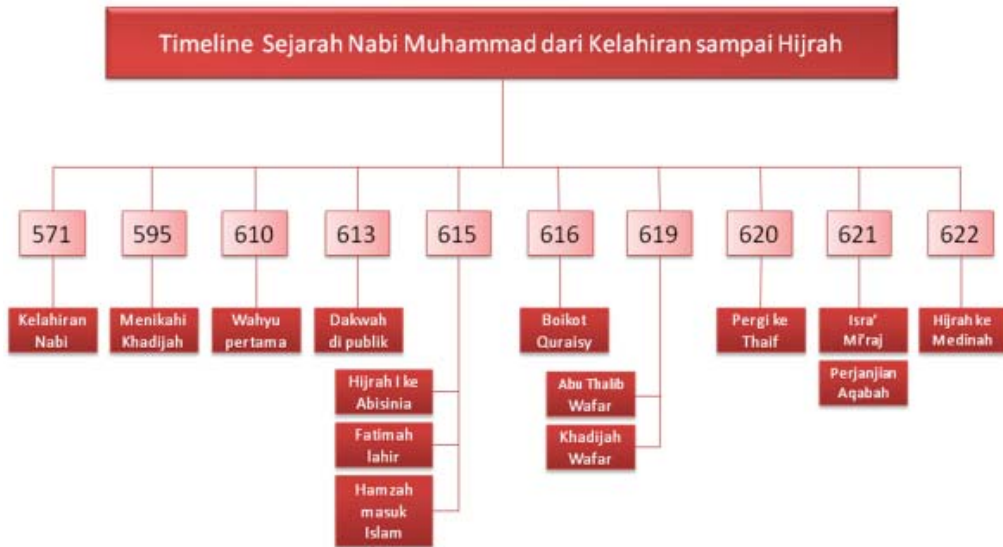 Timeline Sejarah Nabi Muhammad dari Kelahiran sampai Hijrah
571
595
610
613
615
616
619
620
621
622
Kelahiran
Nabi
Menikahi
Khadijah
Wahyu
pertama
Dakwah
di publik
Hijrah I ke
Abisinia
Fatimah
lahir
Hamzah
masuk
Islam
Boikot
Quraisy
Abu Thalib
Wafar
Khadijah
Wafar
Pergi ke
Thaif
Isra'
Mi'raj
Perjanjian
Aqabah
Hijrah ke
Medinah